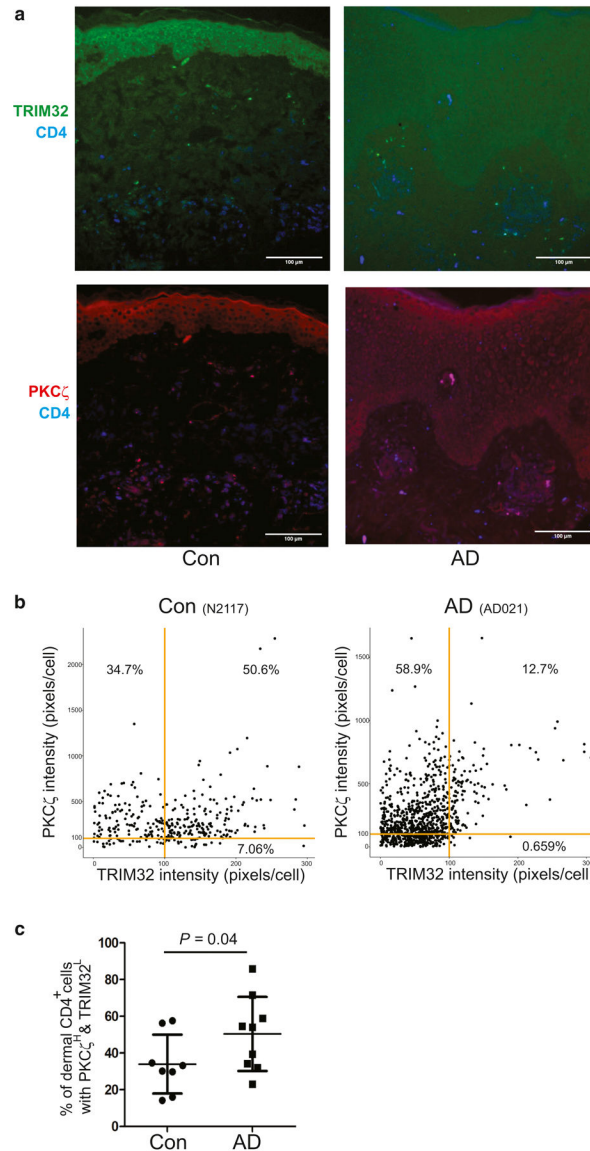 a
TRIM32
CD4
100 µm
100 µm
PKCζ
CD4
100 µm
100 µm
Con
AD
b
Con (N2117)
AD (AD021)
34.7%
50.6%
7.06%
PKCζ intensity (pixels/cell)
2000
1500
1000
500
100
0
0
100
200
300
TRIM32 intensity (pixels/cell)
58.9%
12.7%
0.659%
PKCζ intensity (pixels/cell)
1500
1000
500
100
0
0
100
200
300
TRIM32 intensity (pixels/cell)
c
P = 0.04
% of dermal CD4+ cells
with PKCζH & TRIM32L
100
80
60
40
20
0
Con
AD